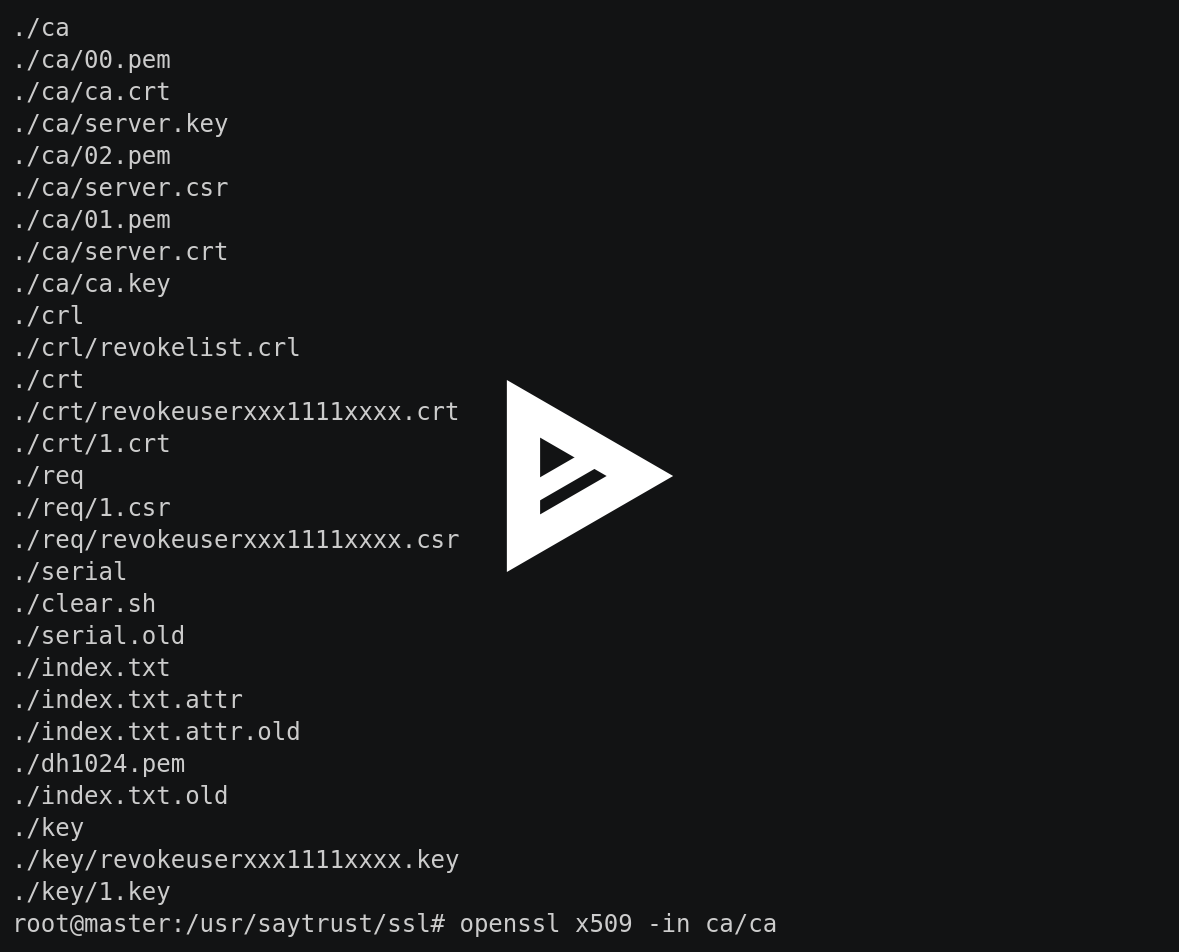 ./ca
./ca/00.pem
./ca/ca.crt
./ca/server.key
./ca/02.pem
./ca/server.csr
./ca/01.pem
./ca/server.crt
./ca/ca.key
./crl
./crl/revokelist.crl
./crt
./crt/revokeuserxxx1111xxxx.crt
./crt/1.crt
./req
./req/1.csr
./req/revokeuserxxx1111xxxx.csr
./serial
./clear.sh
./serial.old
./index.txt
./index.txt.attr
./index.txt.attr.old
./dh1024.pem
./index.txt.old
./key
./key/revokeuserxxx1111xxxx.key
./key/1.key
root@master:/usr/saytrust/ssl# openssl x509 -in ca/ca